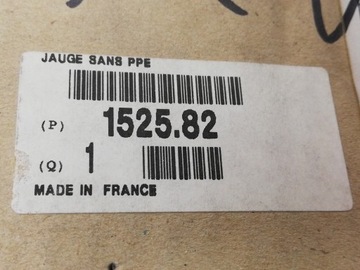 JAUGE SANS PPE
(P) 1525.82
(Q) 1
MADE IN FRANCE